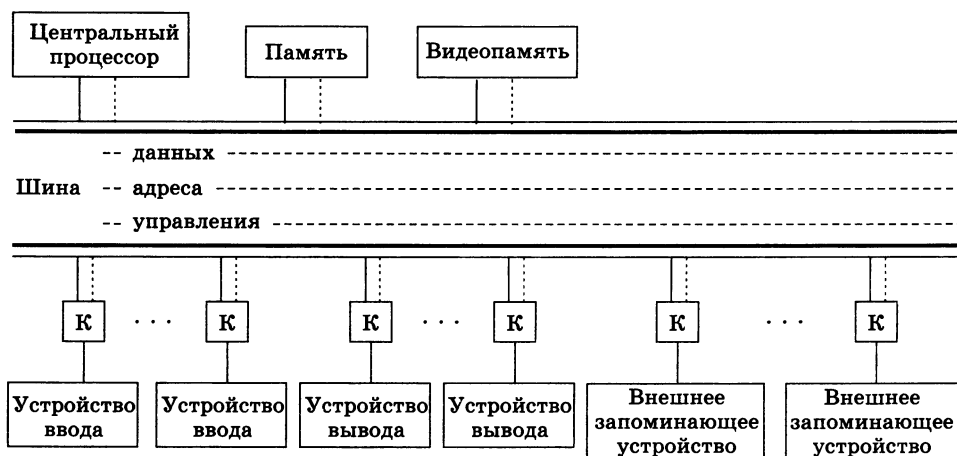 Центральный
процессор
Память
Видеопамять
данных
Шина
адреса
управления
К
. . .
К
К
. . .
К
К
. . .
К
Устройство
ввода
Устройство
ввода
Устройство
вывода
Устройство
вывода
Внешнее
запоминающее
устройство
Внешнее
запоминающее
устройство